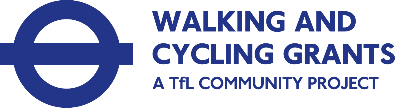 WALKING AND
CYCLING GRANTS
A TfL COMMUNITY PROJECT